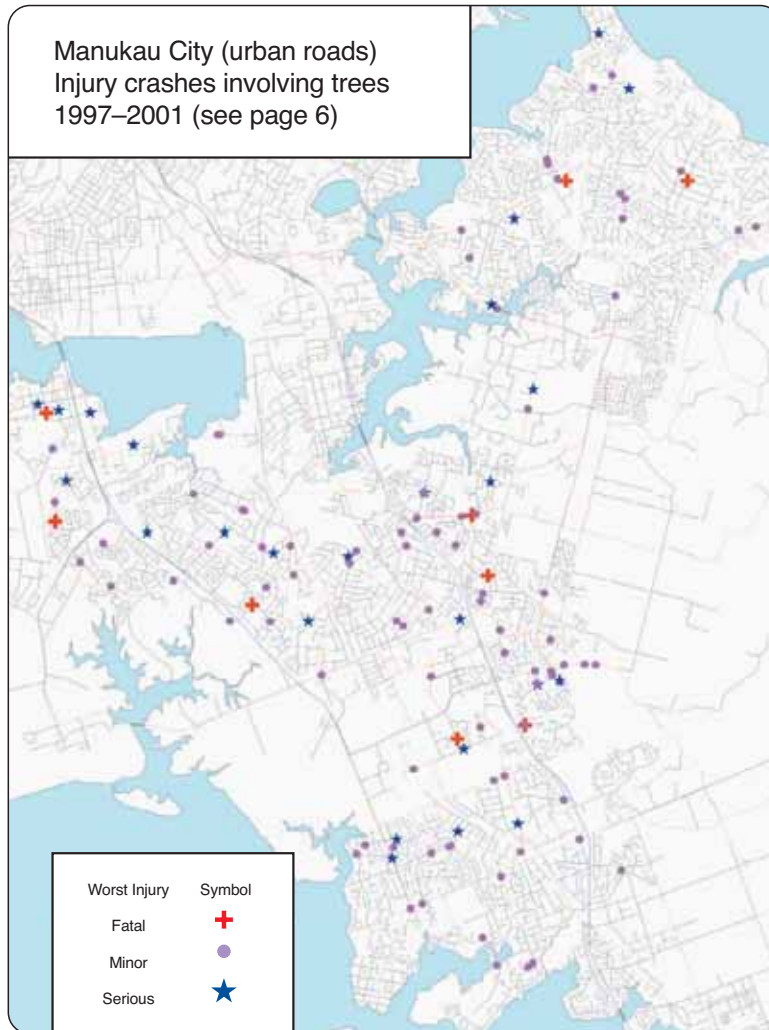 Manukau City (urban roads)
Injury crashes involving trees
1997–2001 (see page 6)
Worst Injury Symbol
Fatal
Minor
Serious